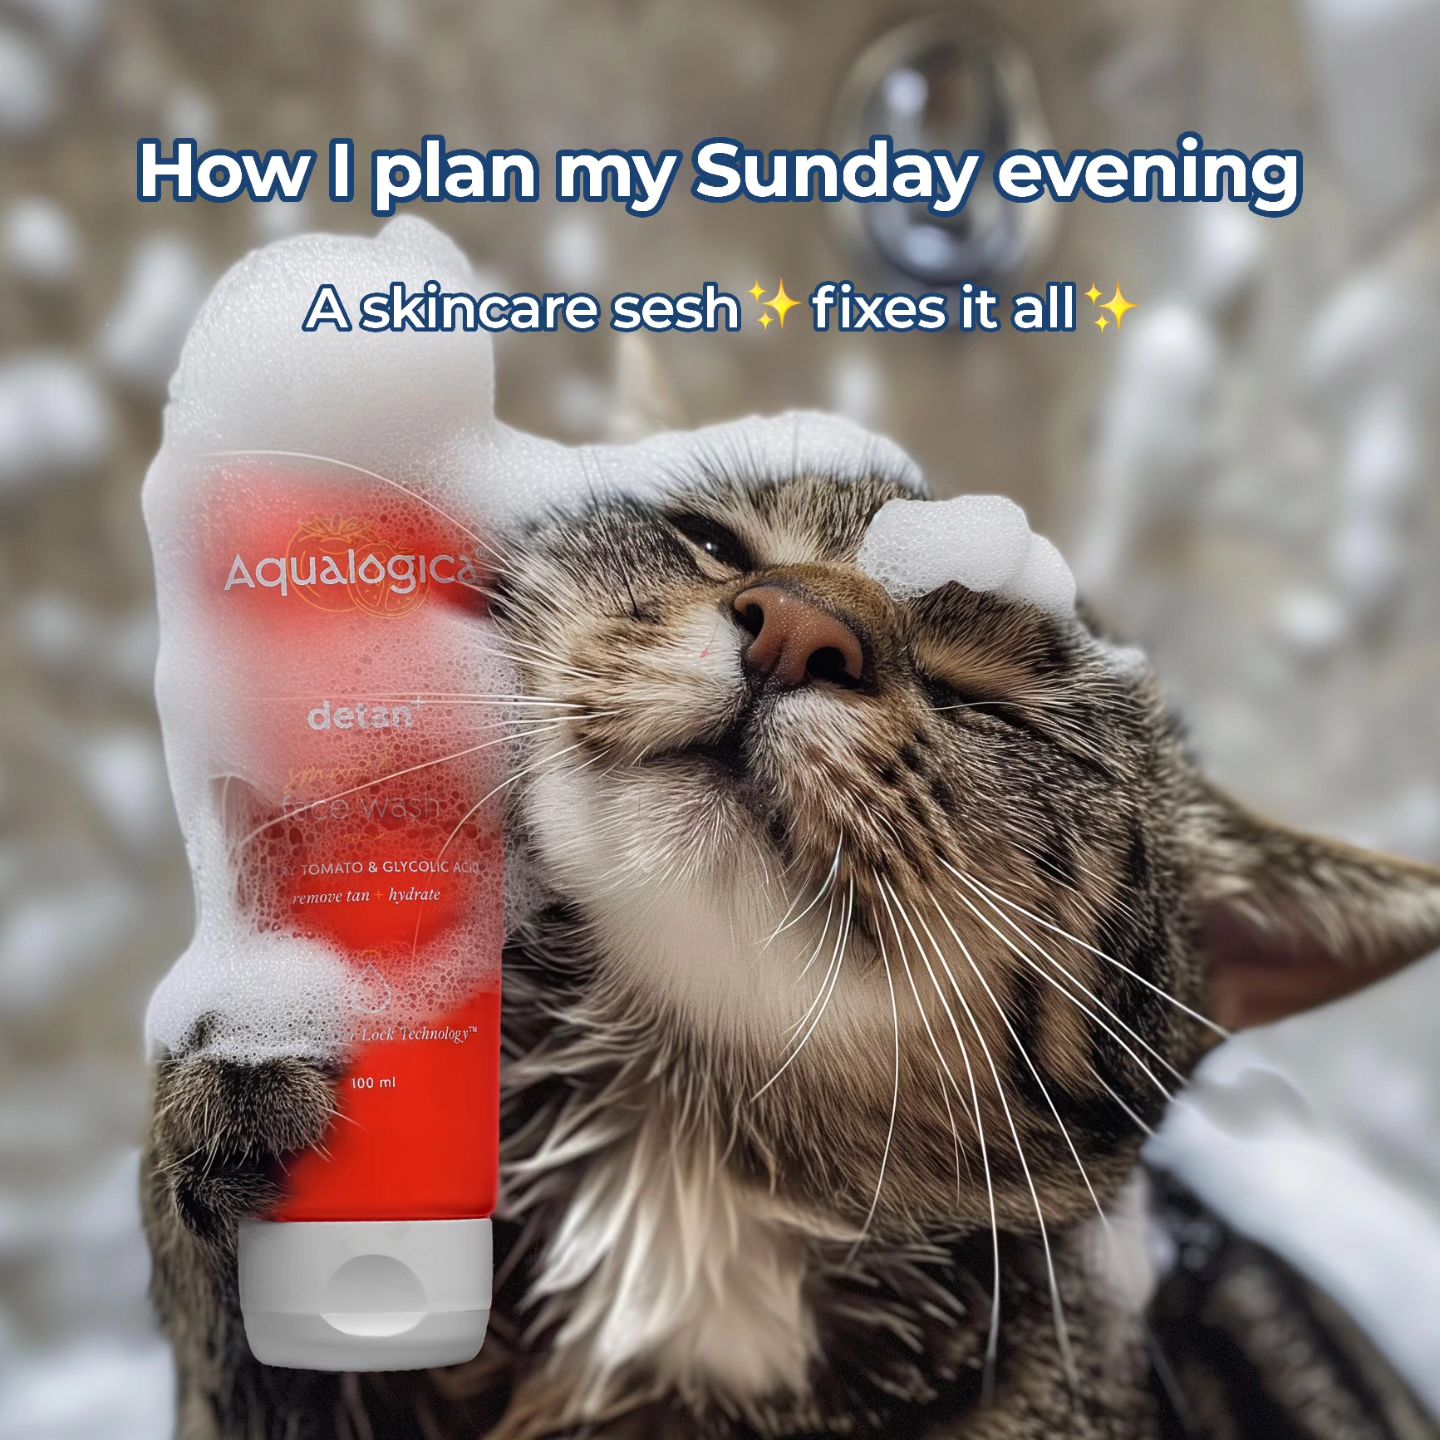 How I plan my Sunday evening
A skincare sesh✨fixes it all✨
Aqualogica
detan+
face wash
TOMATO & GLYCOLIC ACID
remove tan + hydrate
Lock Technology™
100 ml